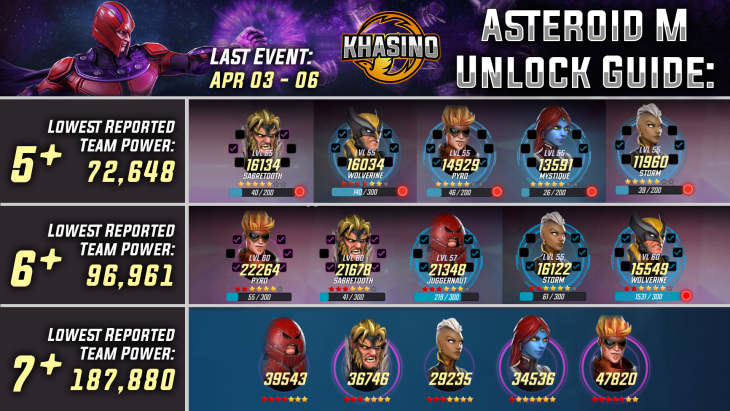 ASTEROID M
UNLOCK GUIDE:
KHASINO
LAST EVENT:
APR 03 - 06
LOWEST REPORTED
TEAM POWER:
5+ 72,648
LVL 55
16134
SABRETOOTH
40 / 200
LVL 55
16034
WOLVERINE
140 / 300
LVL 55
14929
PYRO
46 / 200
LVL 56
13591
MYSTIQUE
26 / 200
LVL 56
11960
STORM
39 / 200
LOWEST REPORTED
TEAM POWER:
6+ 96,961
LVL 60
22264
PYRO
55 / 300
LVL 60
21678
SABRETOOTH
41 / 300
LVL 57
21348
JUGGERNAUT
218 / 300
LVL 55
16122
STORM
61 / 300
LVL 60
15549
WOLVERINE
1531 / 300
LOWEST REPORTED
TEAM POWER:
7+ 187,880
39543
36746
29235
34536
47820